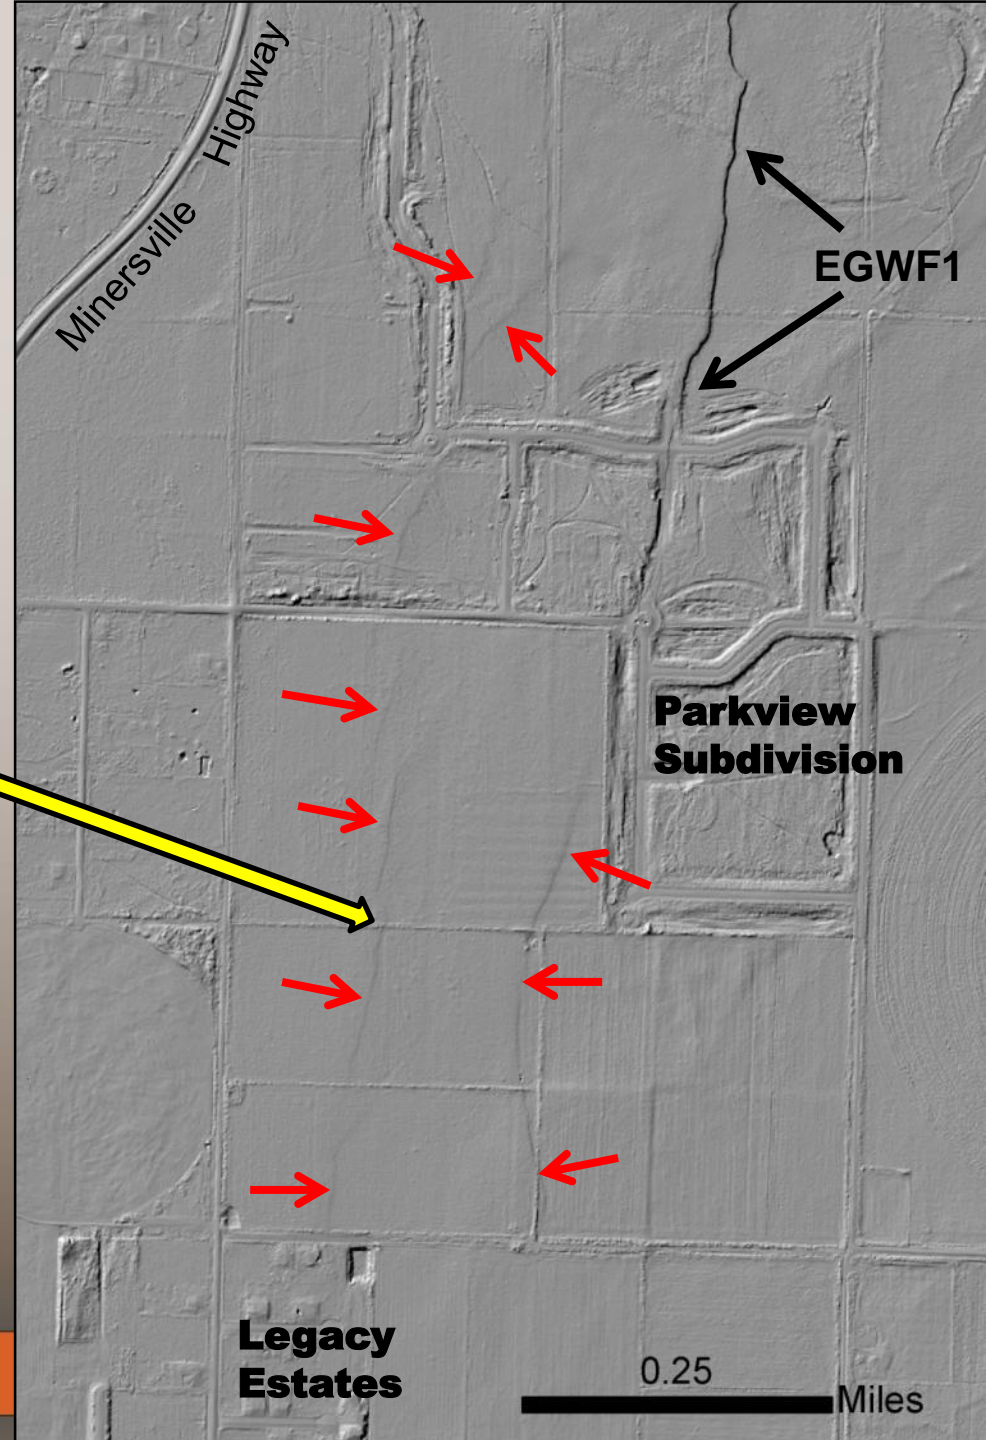 Minersville Highway
EGWF1
Parkview
Subdivision
Legacy
Estates
0.25
Miles